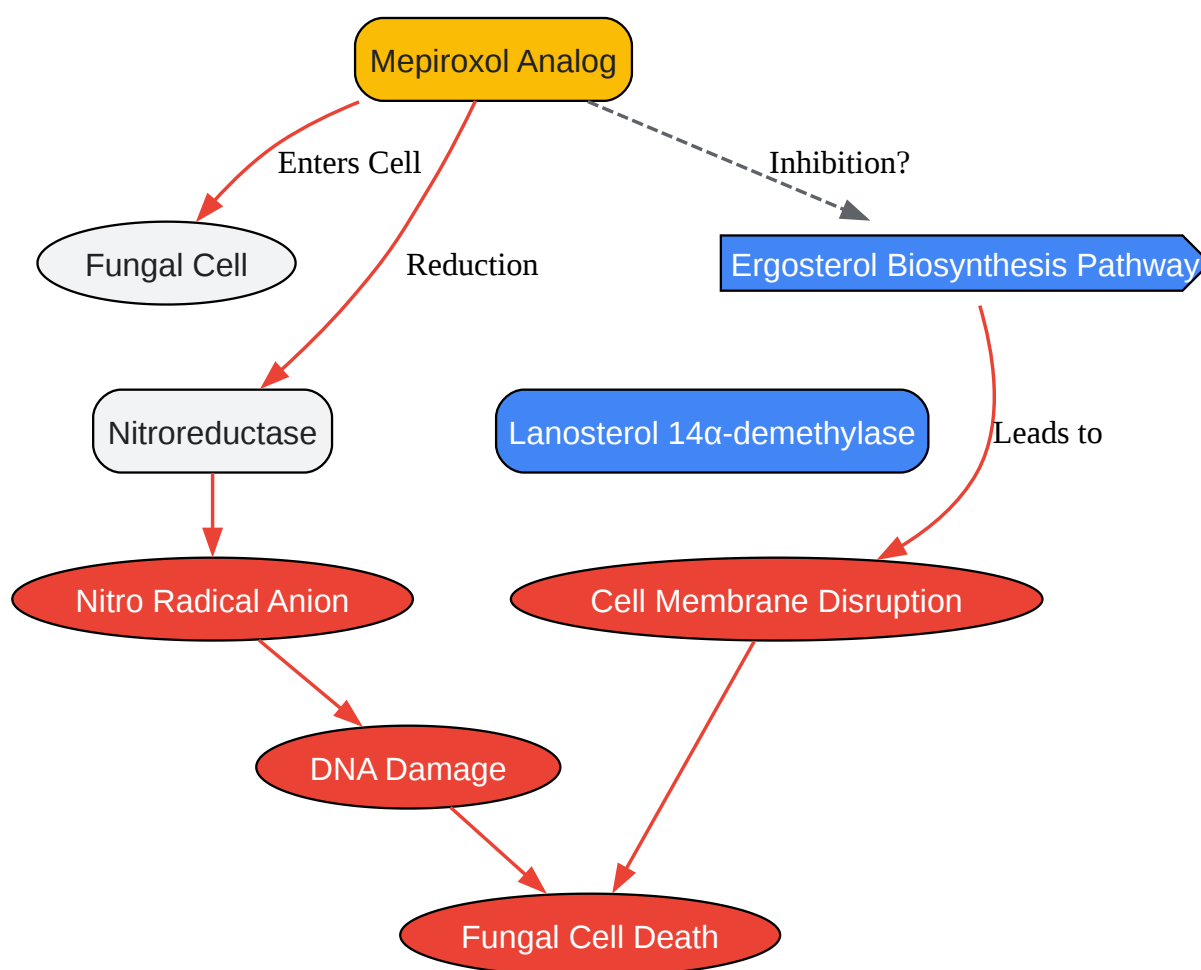 Mepiroxol Analog
Enters Cell
Inhibition?
Fungal Cell
Reduction
Ergosterol Biosynthesis Pathway
Nitroreductase
Lanosterol 14α-demethylase
Leads to
Nitro Radical Anion
Cell Membrane Disruption
DNA Damage
Fungal Cell Death